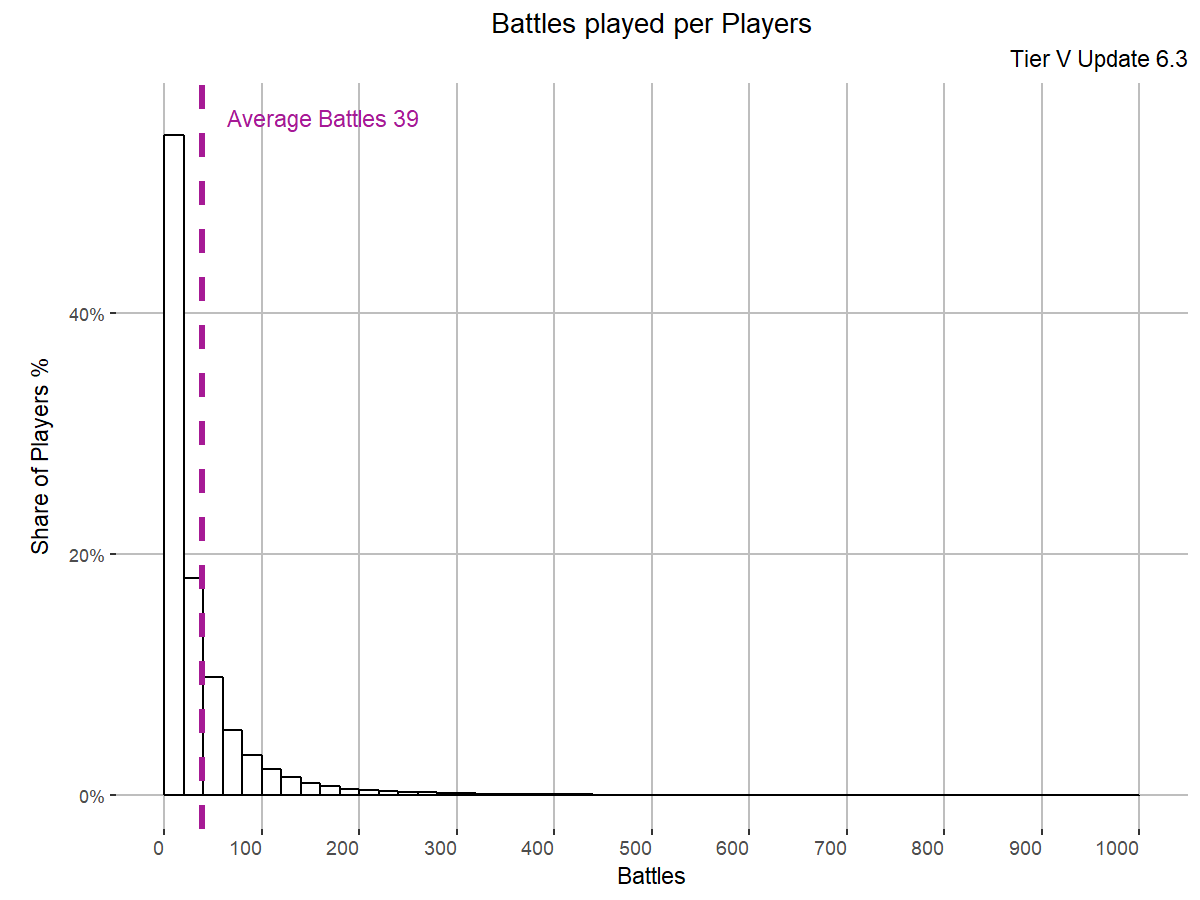 Battles played per Players
Tier V Update 6.3
Average Battles 39
Share of Players %
40%
20%
0%
0 100 200 300 400 500 600 700 800 900 1000
Battles